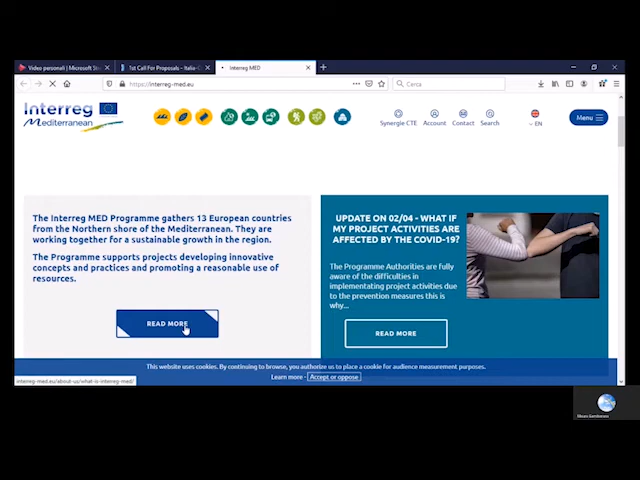 Video personali | Microsoft St
1st Call For Proposals - Italia-C
Interreg MED
https://interreg-med.eu
Cerca
Interreg
Mediterranean
Synergie CTE
Account
Contact
Search
EN
Menu
The Interreg MED Programme gathers 13 European countries
from the Northern shore of the Mediterranean. They are
working together for a sustainable growth in the region.
The Programme supports projects developing innovative
concepts and practices and promoting a reasonable use of
resources.
READ MORE
UPDATE ON 02/04 - WHAT IF
MY PROJECT ACTIVITIES ARE
AFFECTED BY THE COVID-19?
The Programme Authorities are fully
aware of the difficulties in
implementing project activities due
to the prevention measures this is
why...
READ MORE
This website uses cookies. By continuing to browse, you authorize us to place a cookie for audience measurement purposes.
Learn more - Accept or oppose
interreg-med.eu/about-us/what-is-interreg-med/